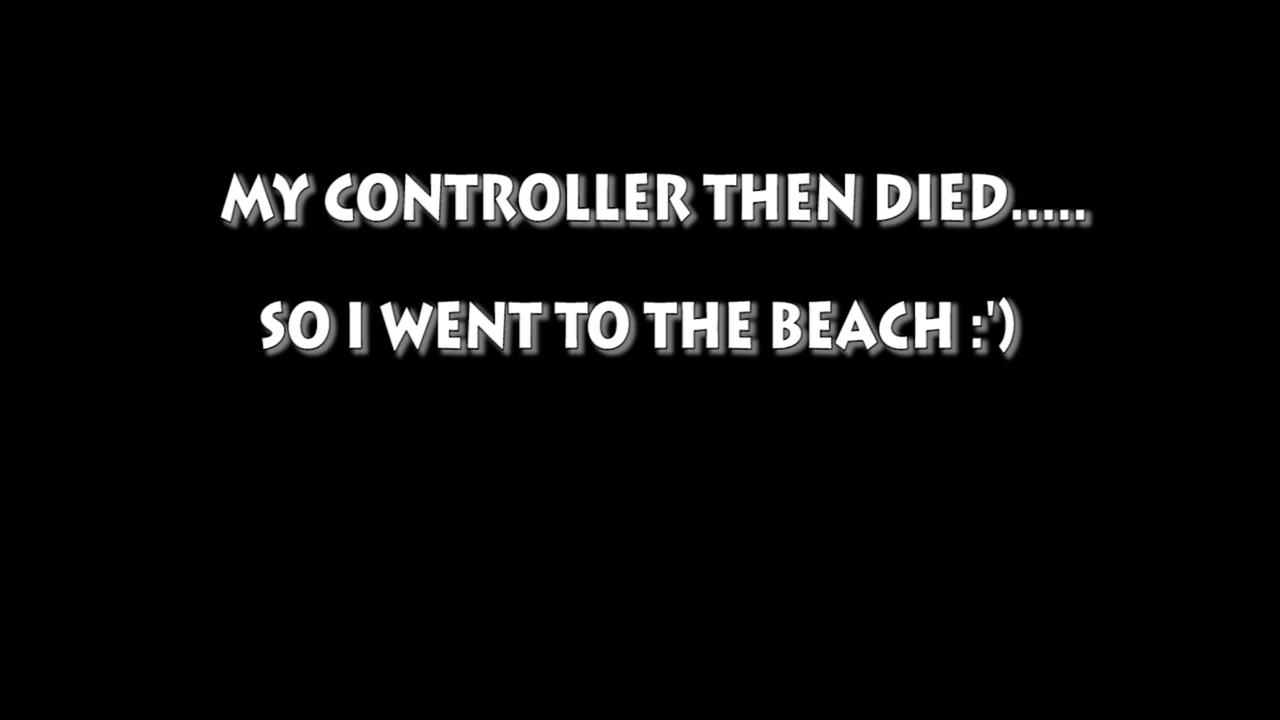 MY CONTROLLER THEN DIED.....
SO I WENT TO THE BEACH :')